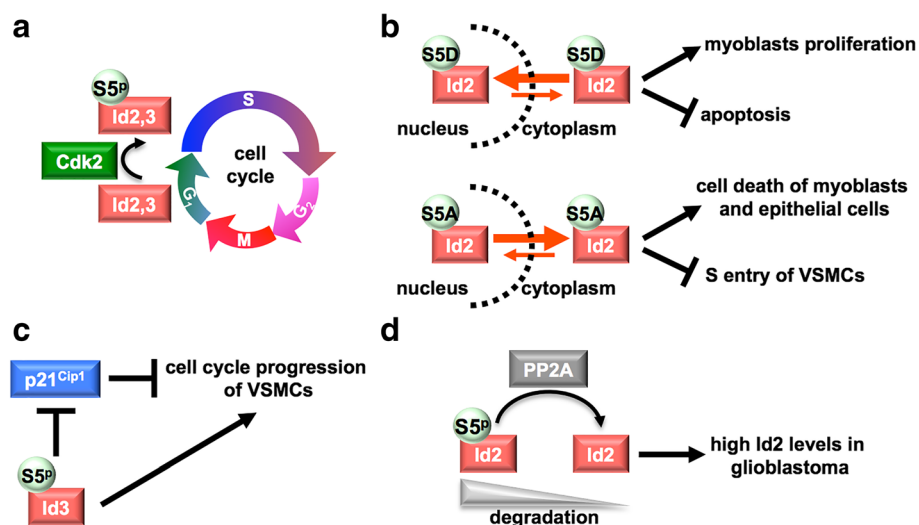 a
S5p
Id2,3
Cdk2
Id2,3
S
cell
cycle
G1
G2
M
b
S5D
Id2
S5D
Id2
nucleus
cytoplasm
myoblasts proliferation
apoptosis
S5A
Id2
S5A
Id2
nucleus
cytoplasm
cell death of myoblasts
and epithelial cells
S entry of VSMCs
c
p21Cip1
cell cycle progression
of VSMCs
S5p
Id3
d
PP2A
S5p
Id2
Id2
high Id2 levels in
glioblastoma
degradation